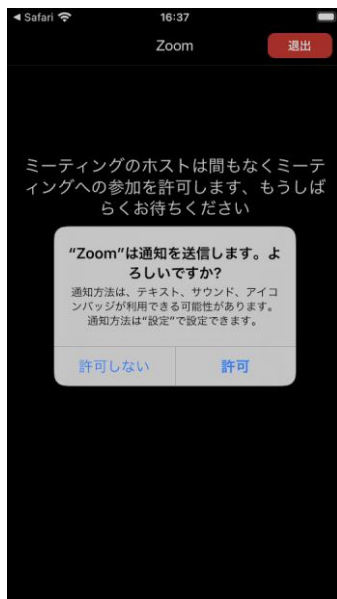 ◀ Safari
16:37
Zoom
退出
ミーティングのホストは間もなくミーテ
ィングへの参加を許可します、もうしば
らくお待ちください
“Zoom”は通知を送信します。よ
ろしいですか?
通知方法は、テキスト、サウンド、アイコ
ンバッジが利用できる可能性があります。
通知方法は“設定”で設定できます。
許可しない
許可